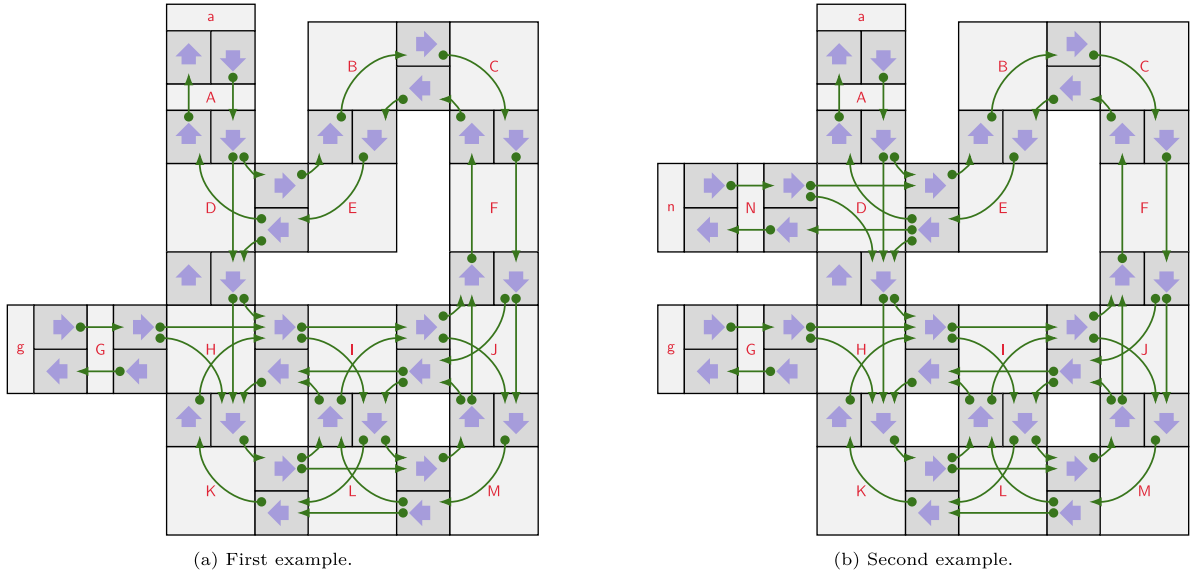 a a
B C B C
A A
D E F n N D E F
g G H I J g G H I J
K L M K L M
(a) First example. (b) Second example.